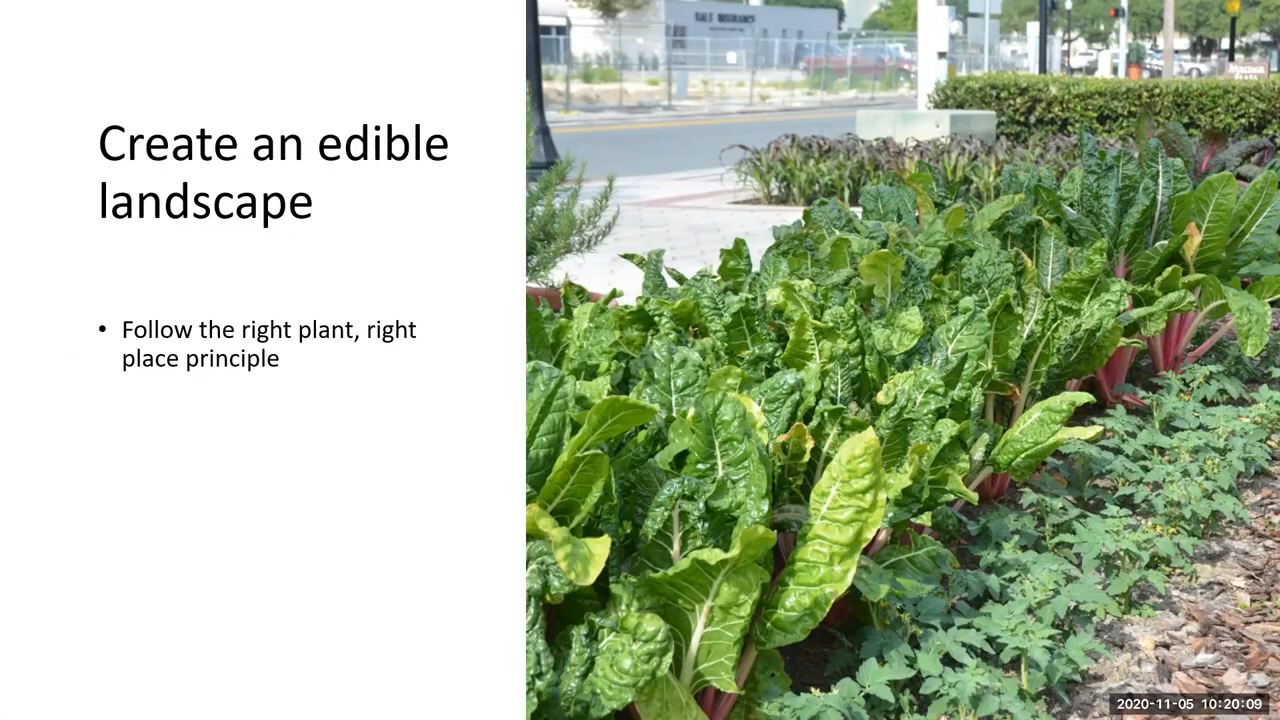 Create an edible
landscape
• Follow the right plant, right
place principle
2020-11-05 10:20:09